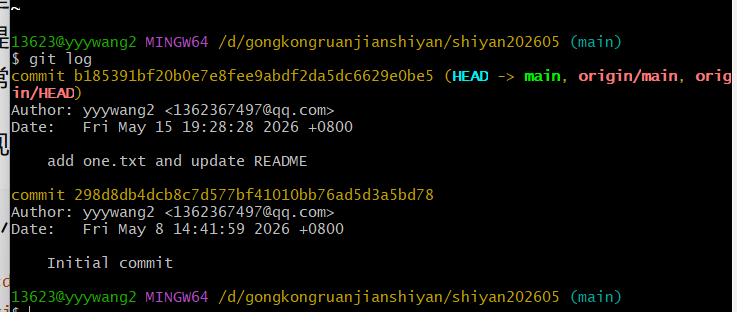 ~
13623@yyywang2 MINGW64 /d/gongkongruanjianshiyan/shiyan202605 (main)
$ git log
commit b185391bf20b0e7e8fee9abdf2da5dc6629e0be5 (HEAD -> main, origin/main, orig
in/HEAD)
Author: yyywang2 <1362367497@qq.com>
Date:   Fri May 15 19:28:28 2026 +0800
    add one.txt and update README
commit 298d8db4dcb8c7d577bf41010bb76ad5d3a5bd78
Author: yyywang2 <1362367497@qq.com>
Date:   Fri May 8 14:41:59 2026 +0800
    Initial commit
13623@yyywang2 MINGW64 /d/gongkongruanjianshiyan/shiyan202605 (main)
$